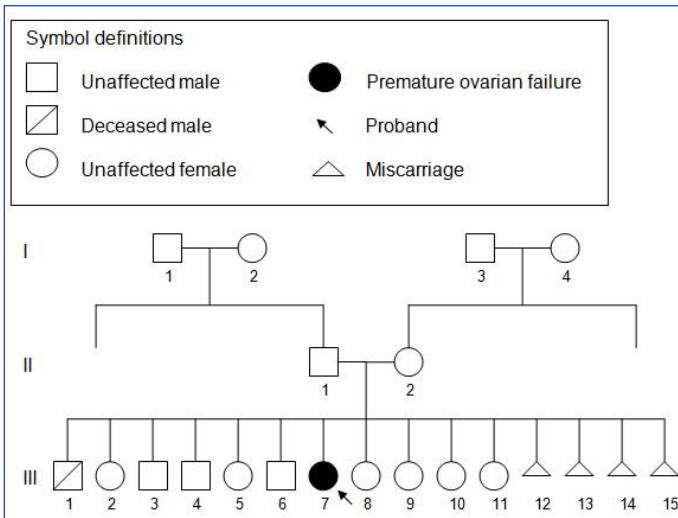 Symbol definitions
Unaffected male Premature ovarian failure
Deceased male Proband
Unaffected female Miscarriage
I
1 2 3 4
II
1 2
III
1 2 3 4 5 6 7 8 9 10 11 12 13 14 15